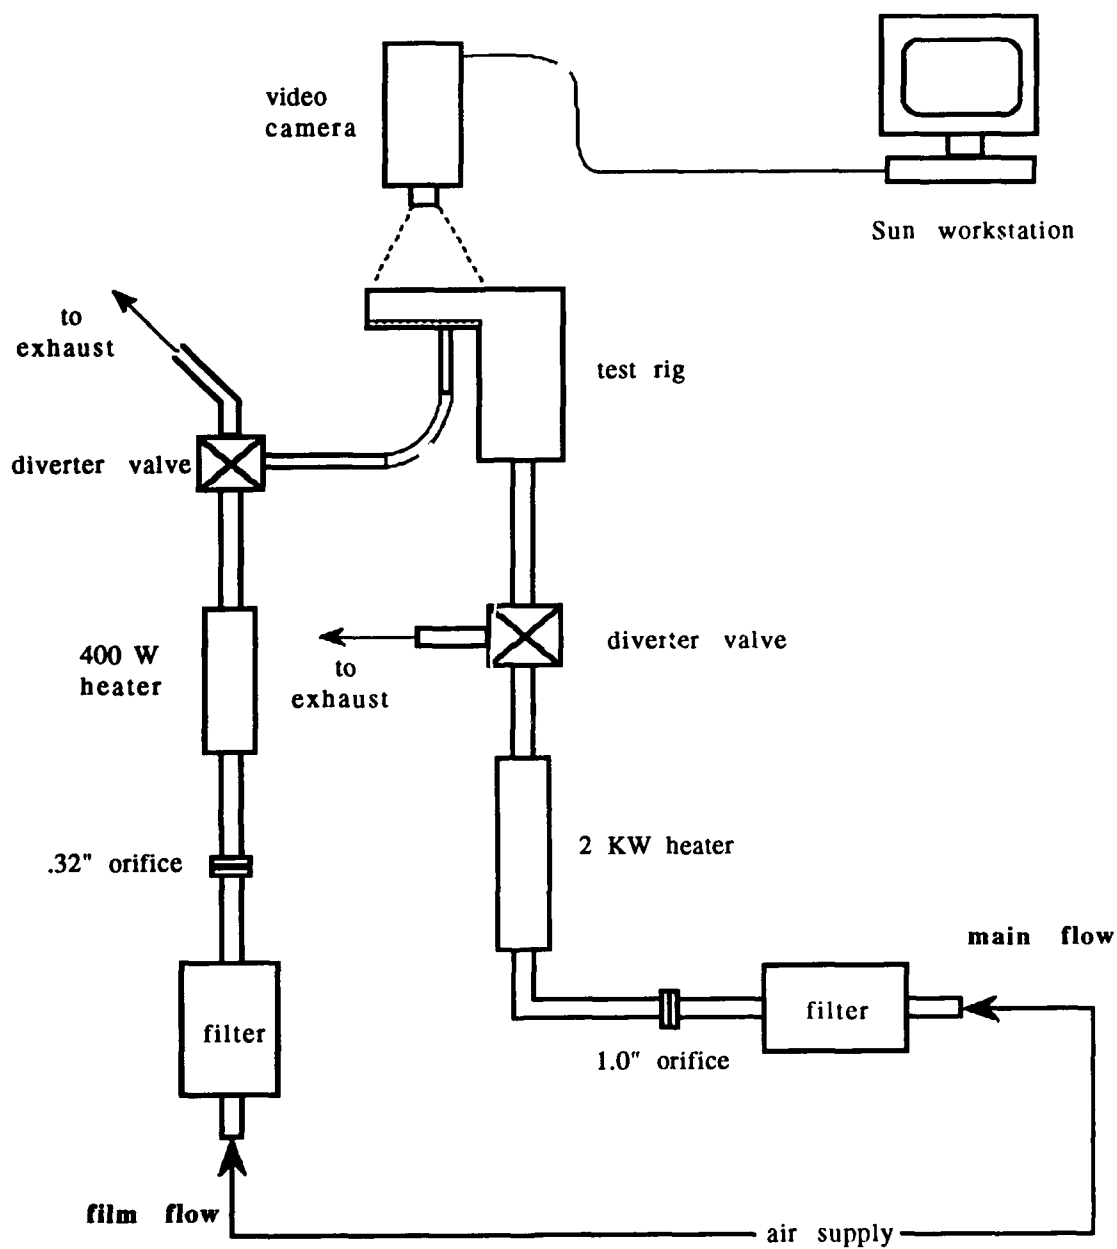 video
camera
Sun workstation
to
exhaust
test rig
diverter valve
400 W
heater
to
exhaust
diverter valve
2 KW heater
.32" orifice
main flow
filter
filter
1.0" orifice
film flow
air supply